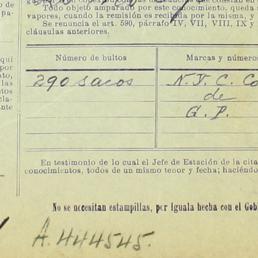 Todo objeto amparado por este conocimiento, queda
vapores, cuando la remisión es recibida por la misma, y
Se renuncia el art. 590, párrafo IV, VII, VIII, IX y
cláusulas anteriores.
Número de bultos
Marcas y números
290 sacos
de
G. P.
En testimonio de lo cual el Jefe de Estación de la cita
conocimientos, todos de un mismo tenor y fecha; haciéndo
No se necesitan estampillas, por Iguala hecha con el Gob
A. 444545.